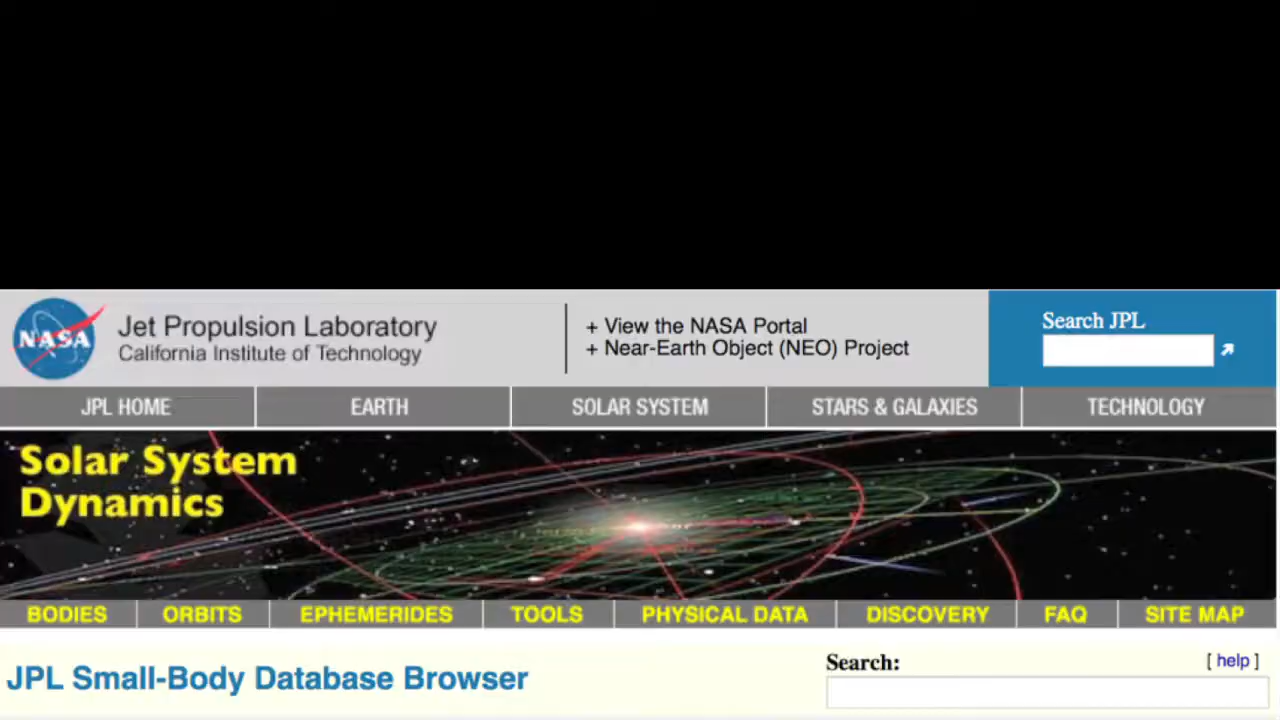 NASA
Jet Propulsion Laboratory
California Institute of Technology
+ View the NASA Portal
+ Near-Earth Object (NEO) Project
Search JPL
JPL HOME
EARTH
SOLAR SYSTEM
STARS & GALAXIES
TECHNOLOGY
Solar System
Dynamics
BODIES
ORBITS
EPHEMERIDES
TOOLS
PHYSICAL DATA
DISCOVERY
FAQ
SITE MAP
JPL Small-Body Database Browser
Search:
[ help ]